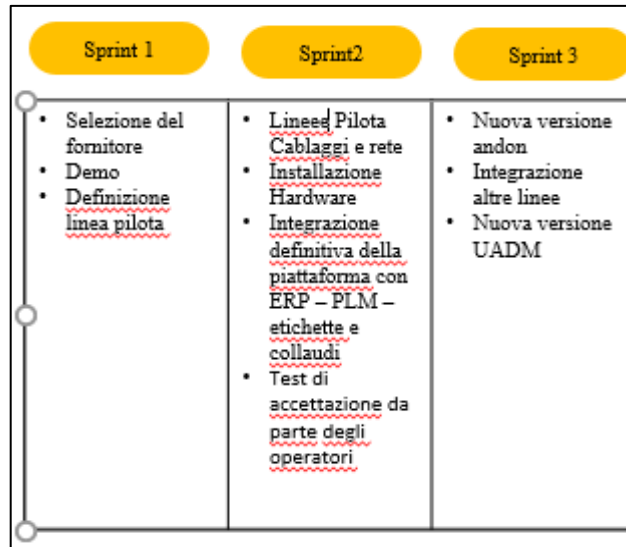 Sprint 1
Selezione del
fornitore
Demo
Definizione
linea pilota
Sprint2
Lineee Pilota
Cablaggi e rete
Installazione
Hardware
Integrazione
definitiva della
piattaforma con
ERP – PLM –
etichette e
collaudi
Test di
accettazione da
parte degli
operatori
Sprint 3
Nuova versione
andon
Integrazione
altre linee
Nuova versione
UADM